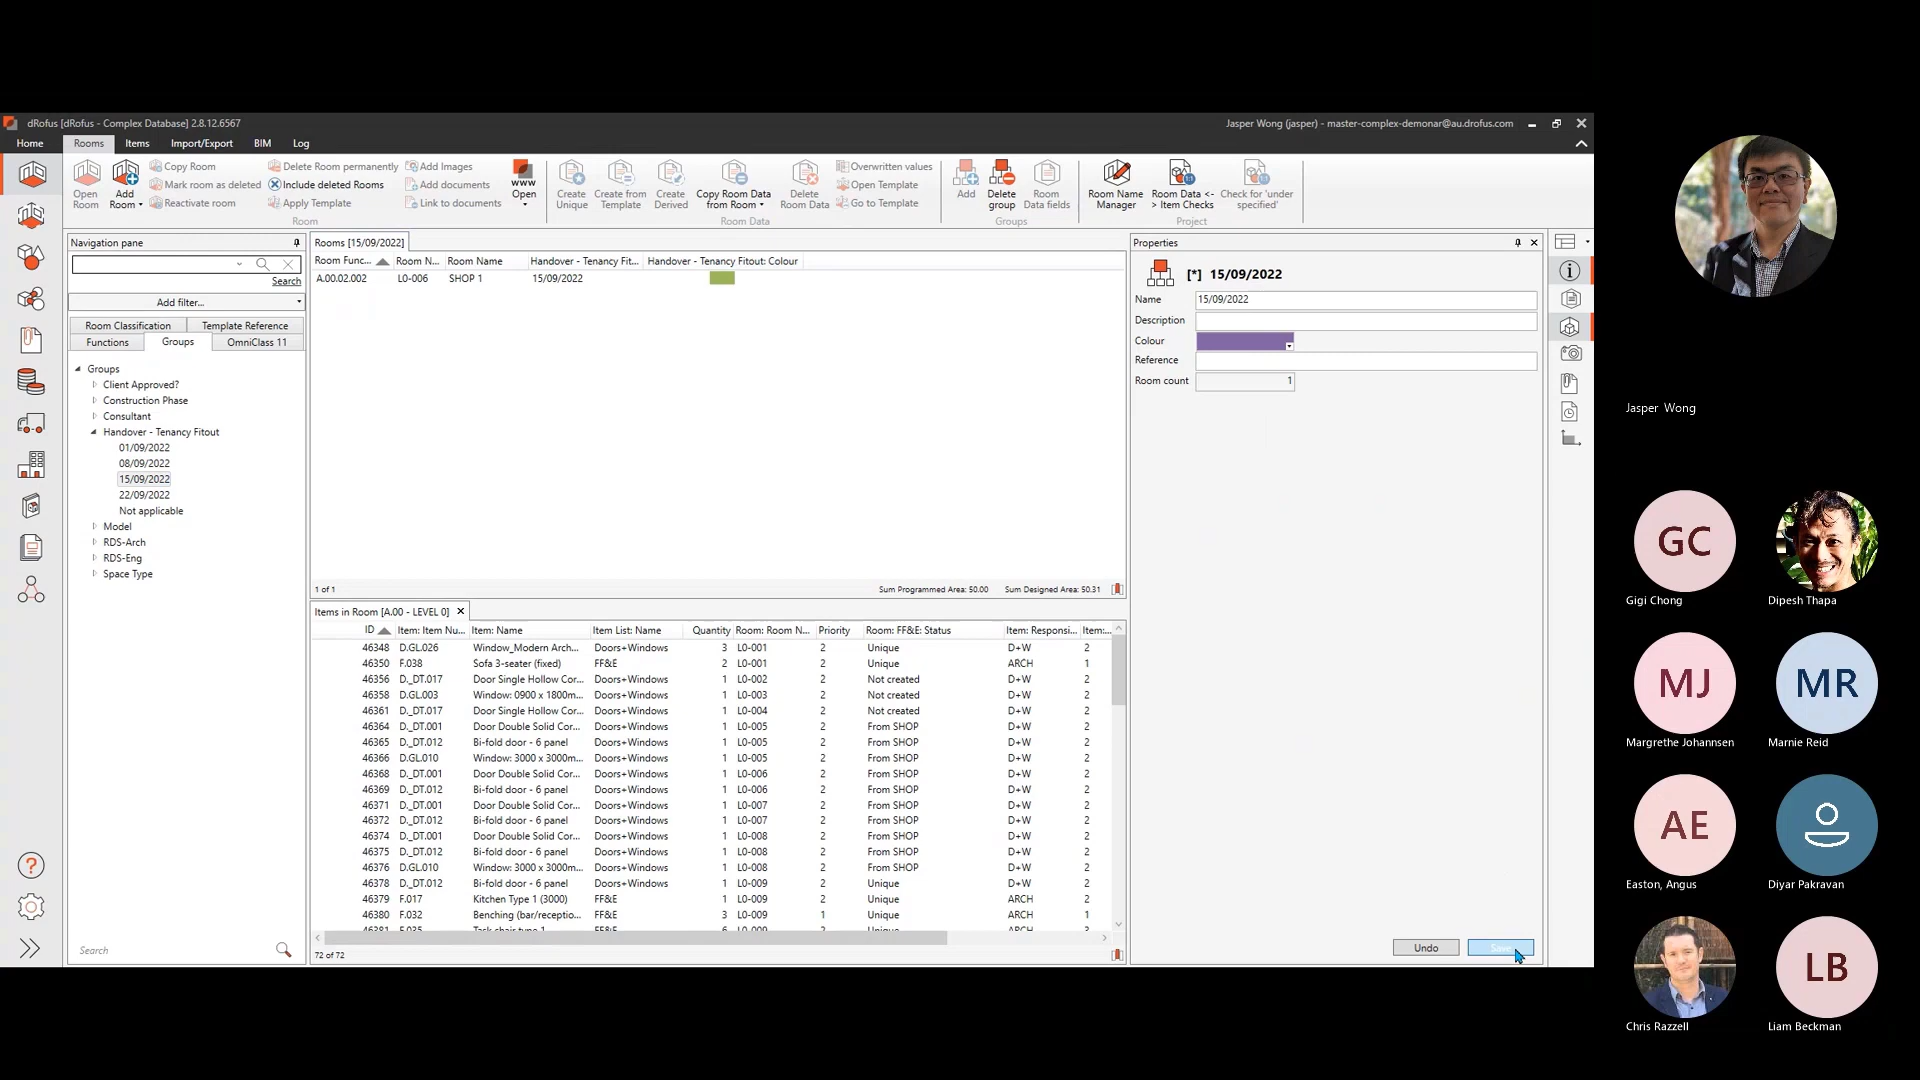 dRofus [dRofus - Complex Database] 2.8.12.6567
Jasper Wong (jasper) - master-complex-demonar@au.drofus.com
Home Rooms Items Import/Export BIM Log
Open Room
Add Room
Copy Room
Mark room as deleted
Reactivate room
Delete Room permanently
Include deleted Rooms
Apply Template
Add Images
Add documents
Link to documents
www Open
Room
Create Unique
Create from Template
Create Derived
Copy Room Data from Room
Delete Room Data
Overwritten values
Open Template
Go to Template
Room Data
Add
Delete group
Room Data fields
Groups
Room Name Manager
Room Data <-> Item Checks
Check for 'under specified'
Project
Navigation pane
Search
Add filter...
Room Classification Template Reference
Functions Groups OmniClass 11
Groups
Client Approved?
Construction Phase
Consultant
Handover - Tenancy Fitout
01/09/2022
08/09/2022
15/09/2022
22/09/2022
Not applicable
Model
RDS-Arch
RDS-Eng
Space Type
Search
Rooms [15/09/2022]
Room Func... Room N... Room Name Handover - Tenancy Fit... Handover - Tenancy Fitout: Colour
A.00.02.002 L0-006 SHOP 1 15/09/2022
1 of 1 Sum Programmed Area: 50.00 Sum Designed Area: 50.31
Items in Room [A.00 - LEVEL 0]
ID Item: Item Nu... Item: Name Item List: Name Quantity Room: Room N... Priority Room: FF&E: Status Item: Responsi... Item:...
46348 D.GL.026 Window_Modern Arch... Doors+Windows 3 L0-001 2 Unique D+W 2
46350 F.038 Sofa 3-seater (fixed) FF&E 2 L0-001 2 Unique ARCH 1
46356 D._DT.017 Door Single Hollow Cor... Doors+Windows 1 L0-002 2 Not created D+W 2
46358 D.GL.003 Window: 0900 x 1800m... Doors+Windows 1 L0-003 2 Not created D+W 2
46361 D._DT.017 Door Single Hollow Cor... Doors+Windows 1 L0-004 2 Not created D+W 2
46364 D._DT.001 Door Double Solid Cor... Doors+Windows 1 L0-005 2 From SHOP D+W 2
46365 D._DT.012 Bi-fold door - 6 panel Doors+Windows 1 L0-005 2 From SHOP D+W 2
46366 D.GL.010 Window: 3000 x 3000m... Doors+Windows 1 L0-005 2 From SHOP D+W 2
46368 D._DT.001 Door Double Solid Cor... Doors+Windows 1 L0-006 2 From SHOP D+W 2
46369 D._DT.012 Bi-fold door - 6 panel Doors+Windows 1 L0-006 2 From SHOP D+W 2
46371 D._DT.001 Door Double Solid Cor... Doors+Windows 1 L0-007 2 From SHOP D+W 2
46372 D._DT.012 Bi-fold door - 6 panel Doors+Windows 1 L0-007 2 From SHOP D+W 2
46374 D._DT.001 Door Double Solid Cor... Doors+Windows 1 L0-008 2 From SHOP D+W 2
46375 D._DT.012 Bi-fold door - 6 panel Doors+Windows 1 L0-008 2 From SHOP D+W 2
46376 D.GL.010 Window: 3000 x 3000m... Doors+Windows 1 L0-008 2 From SHOP D+W 2
46378 D._DT.012 Bi-fold door - 6 panel Doors+Windows 1 L0-009 2 Unique D+W 2
46379 F.017 Kitchen Type 1 (3000) FF&E 1 L0-009 2 Unique ARCH 2
46380 F.032 Benching (bar/receptio... FF&E 3 L0-009 1 Unique ARCH 1
72 of 72
Properties
[*] 15/09/2022
Name 15/09/2022
Description
Colour
Reference
Room count 1
Undo Save
Jasper Wong
GC
Gigi Chong Dipesh Thapa
MJ MR
Margrethe Johannsen Marnie Reid
AE
Easton, Angus Diyar Pakravan
LB
Chris Razzell Liam Beckman